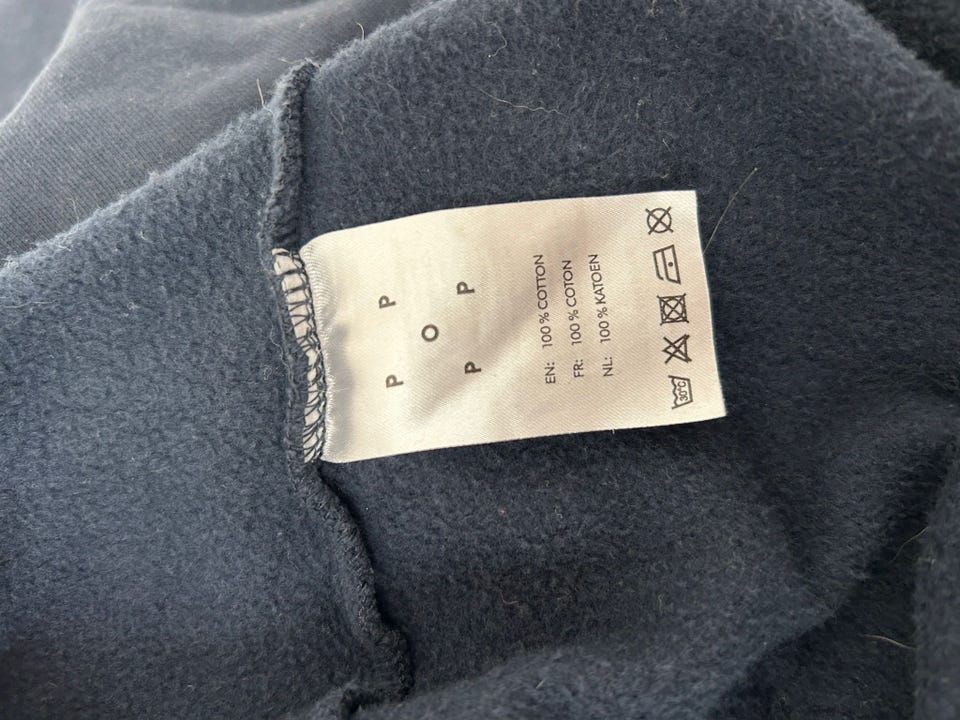 P P
O
P P
EN: 100 % COTTON
FR: 100 % COTON
NL: 100 % KATOEN
30°C